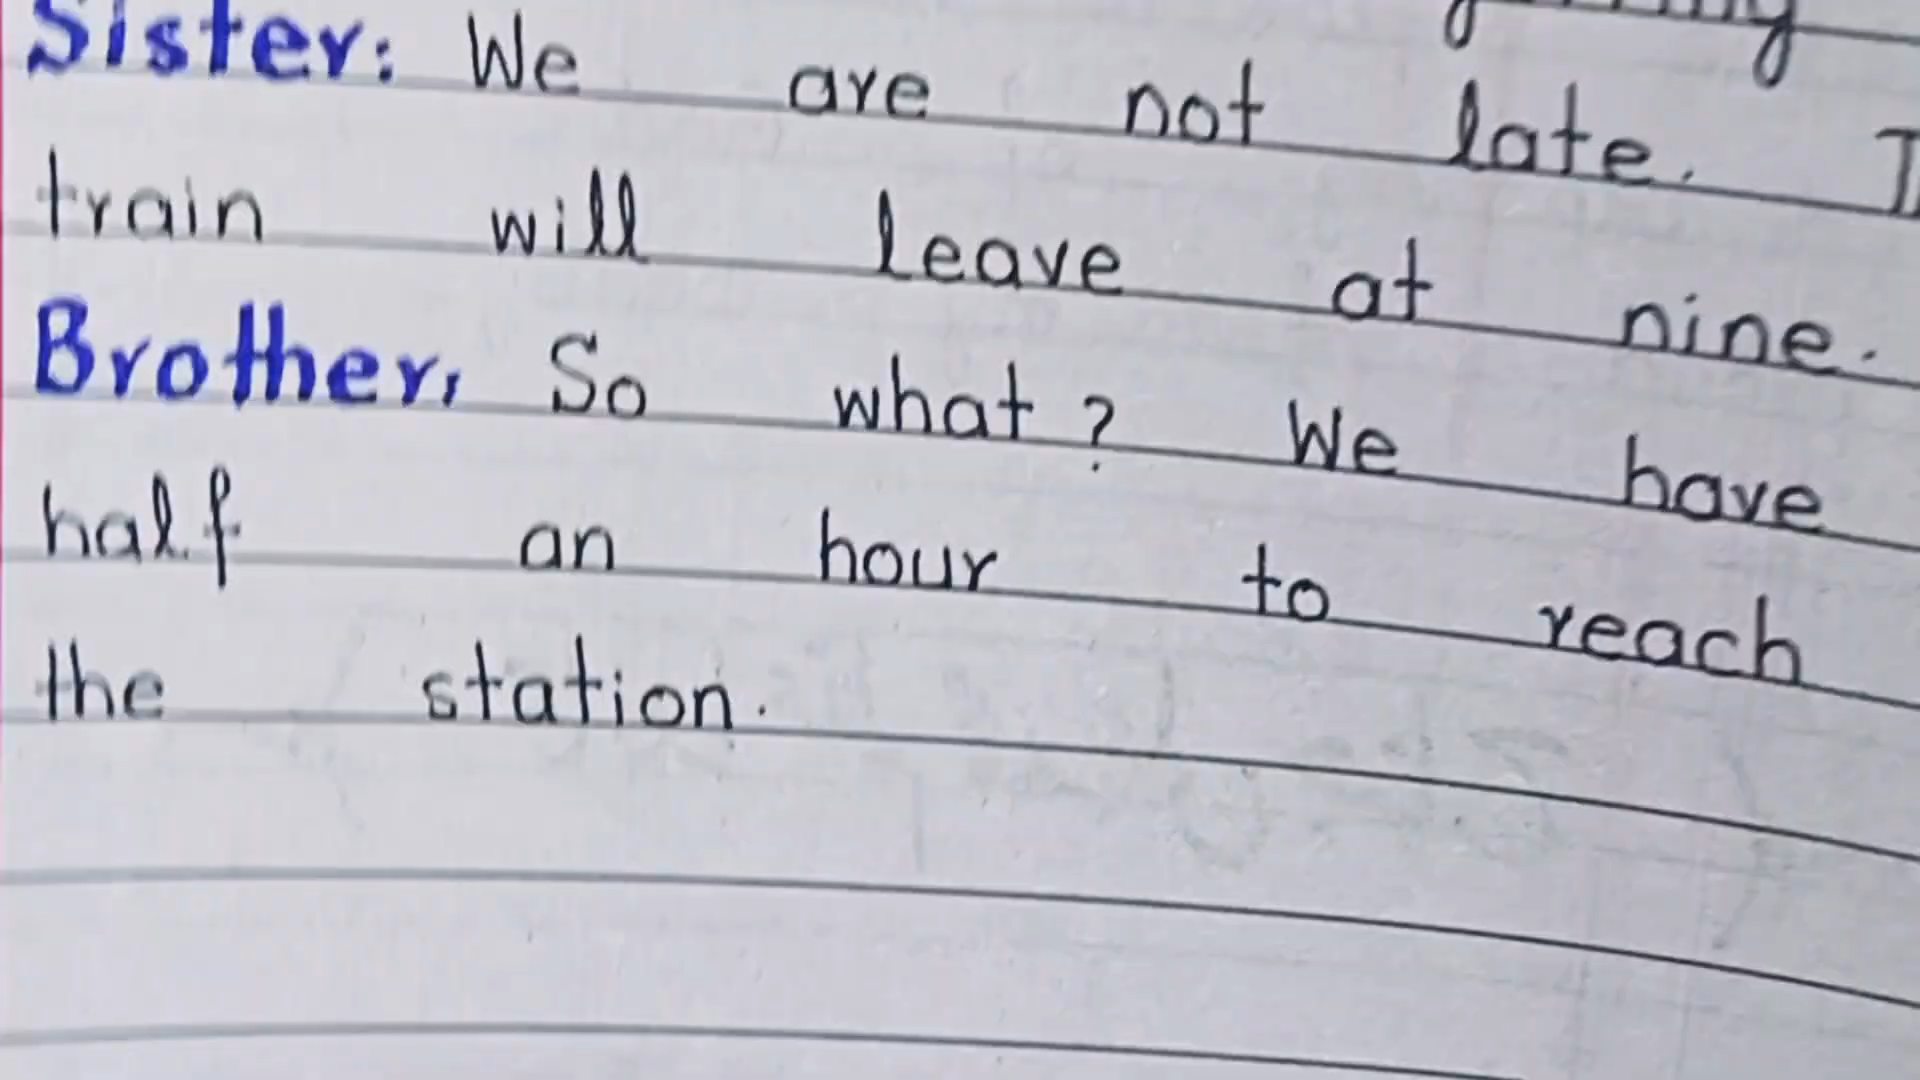 Sister: We are not late.
train will leave at nine.
Brother: So what? We have
half an hour to reach
the station.